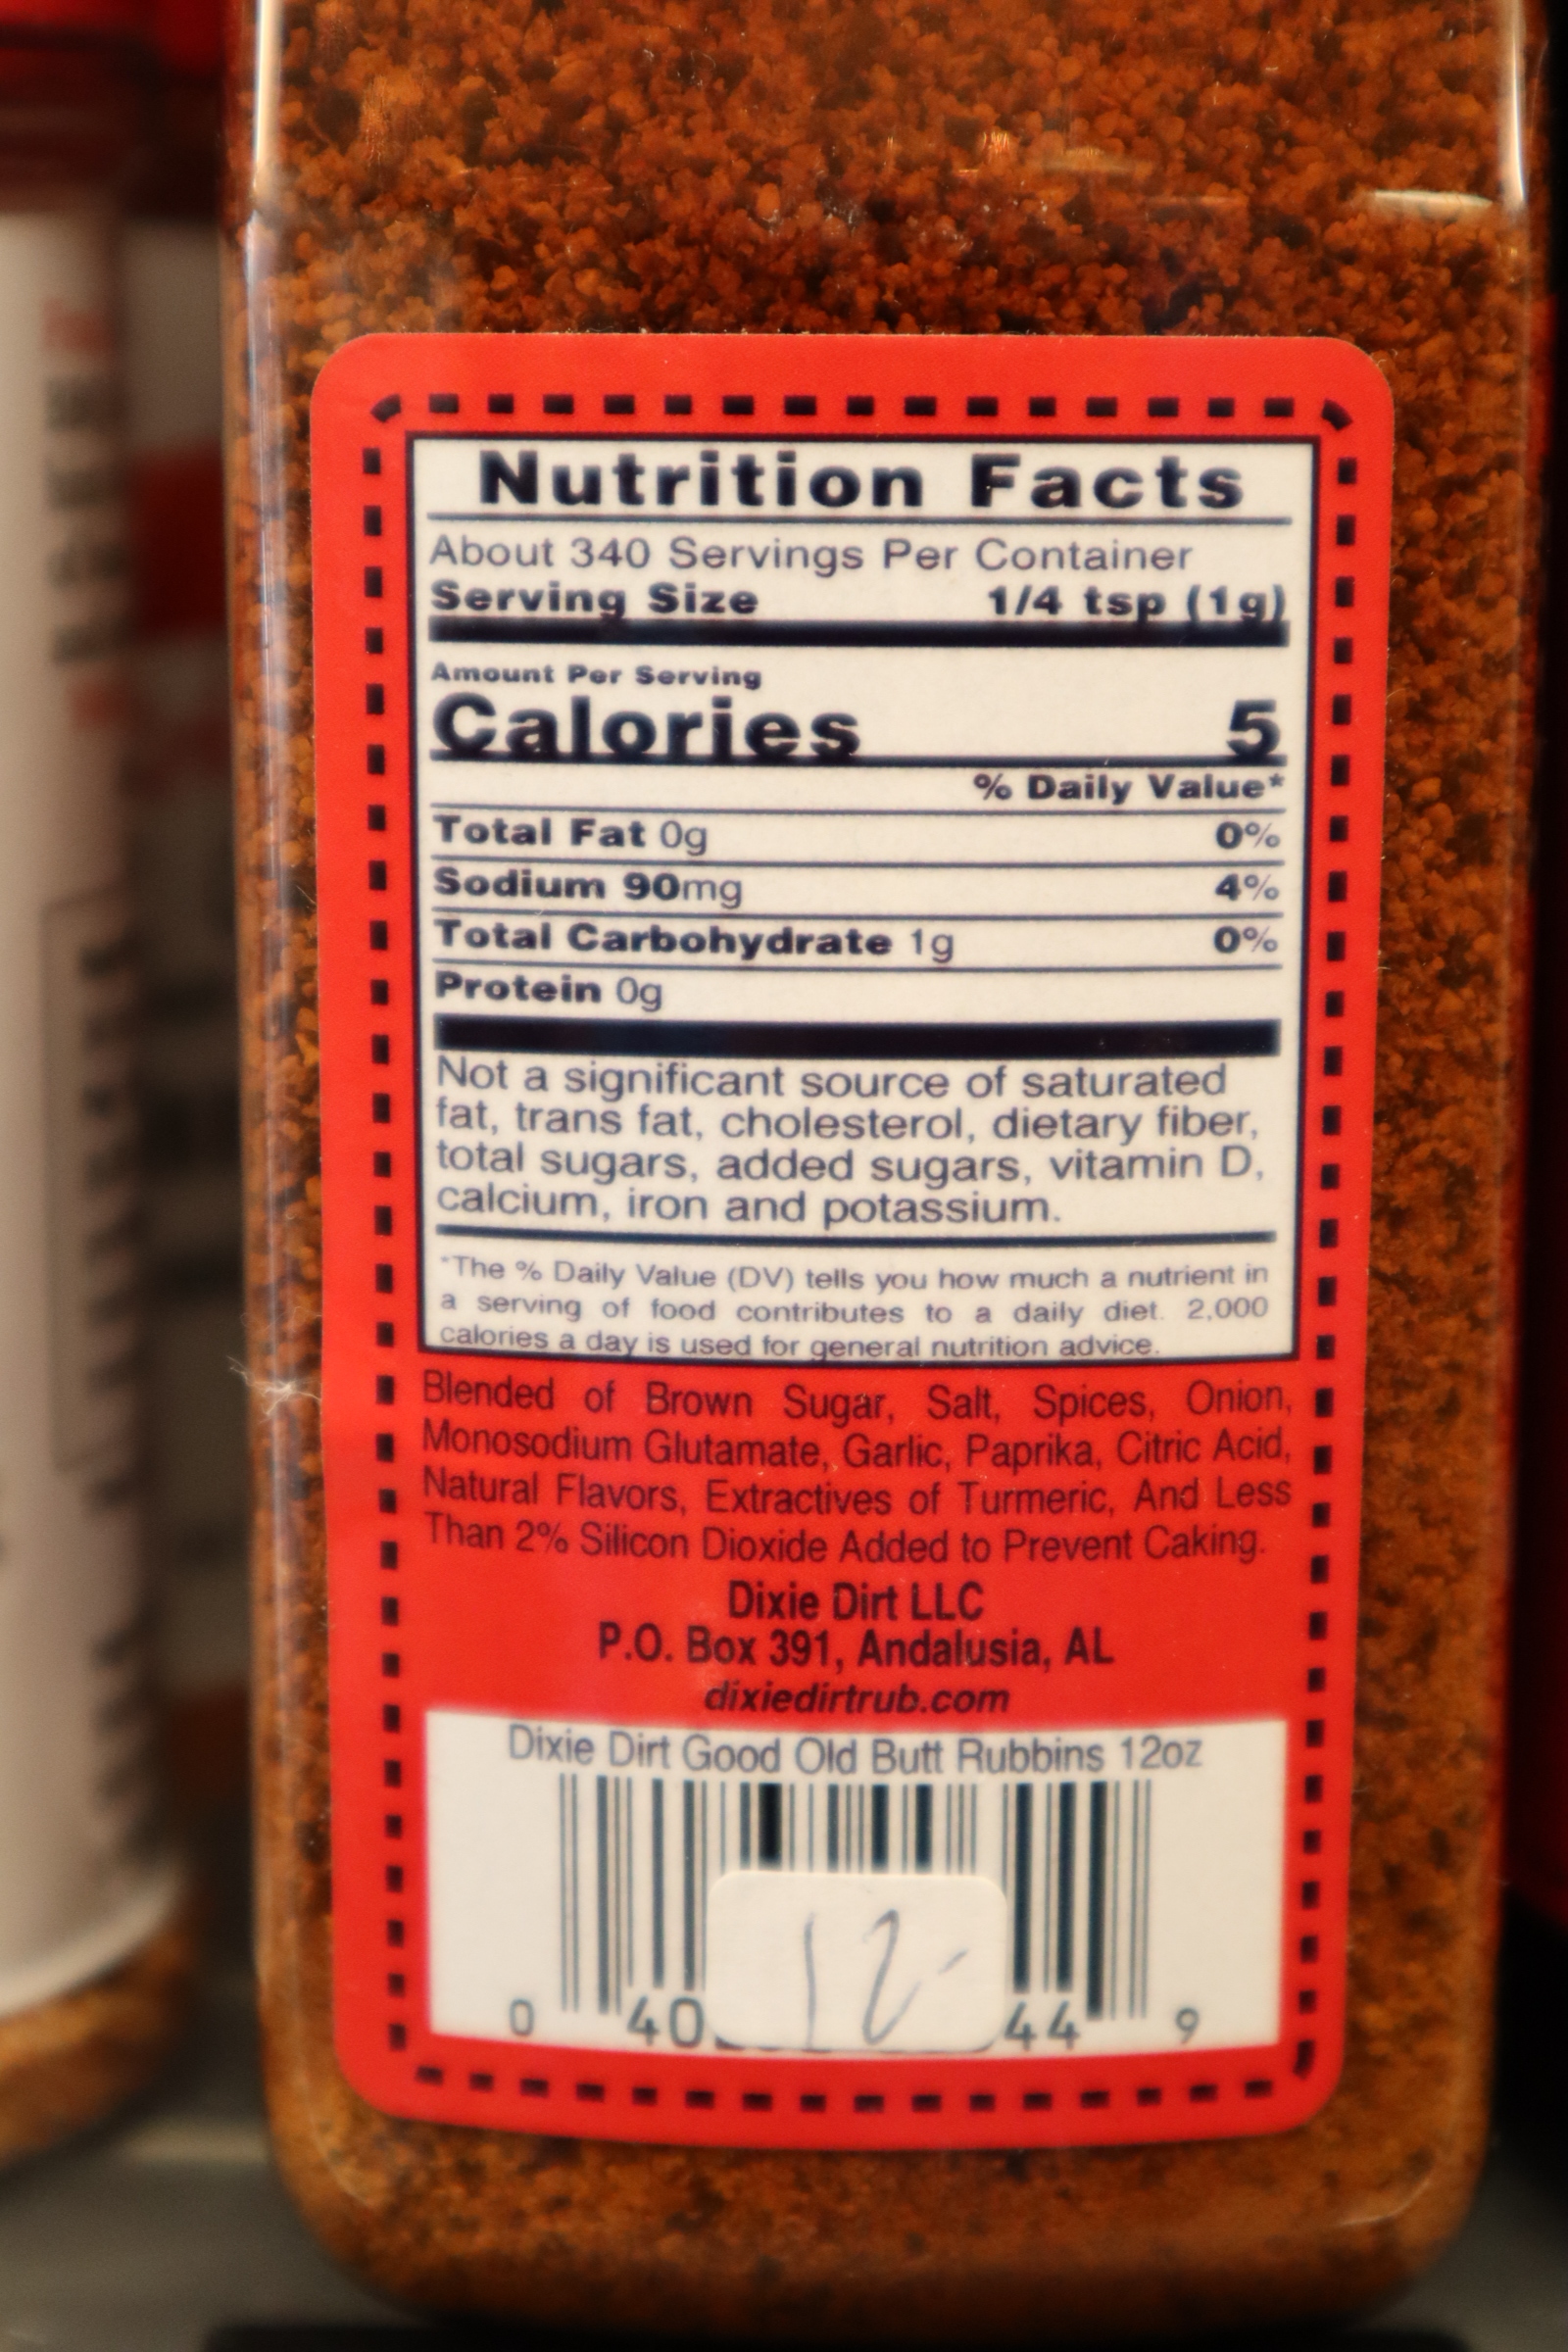 Nutrition Facts
About 340 Servings Per Container
Serving Size 1/4 tsp (1g)
Amount Per Serving
Calories 5
% Daily Value*
Total Fat 0g 0%
Sodium 90mg 4%
Total Carbohydrate 1g 0%
Protein 0g
Not a significant source of saturated
fat, trans fat, cholesterol, dietary fiber,
total sugars, added sugars, vitamin D,
calcium, iron and potassium.
*The % Daily Value (DV) tells you how much a nutrient in
a serving of food contributes to a daily diet. 2,000
calories a day is used for general nutrition advice.
Blended of Brown Sugar, Salt, Spices, Onion,
Monosodium Glutamate, Garlic, Paprika, Citric Acid,
Natural Flavors, Extractives of Turmeric, And Less
Than 2% Silicon Dioxide Added to Prevent Caking.
Dixie Dirt LLC
P.O. Box 391, Andalusia, AL
dixiedirtrub.com
Dixie Dirt Good Old Butt Rubbins 12oz
12-
0 40 44 9